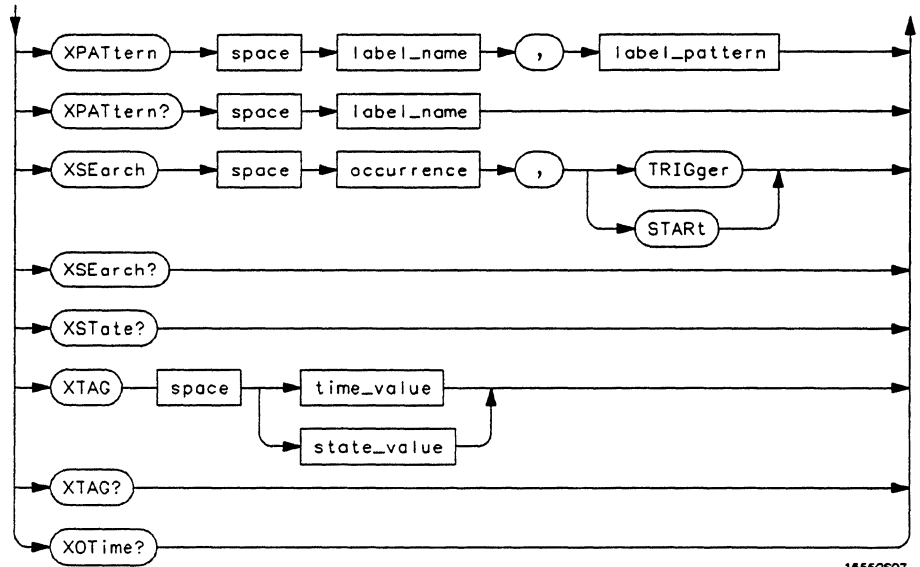 XPATtern space label_name , label_pattern
XPATtern? space label_name
XSEarch space occurrence , TRIGger
STARt
XSEarch?
XSTate?
XTAG space time_value
state_value
XTAG?
XOTime?